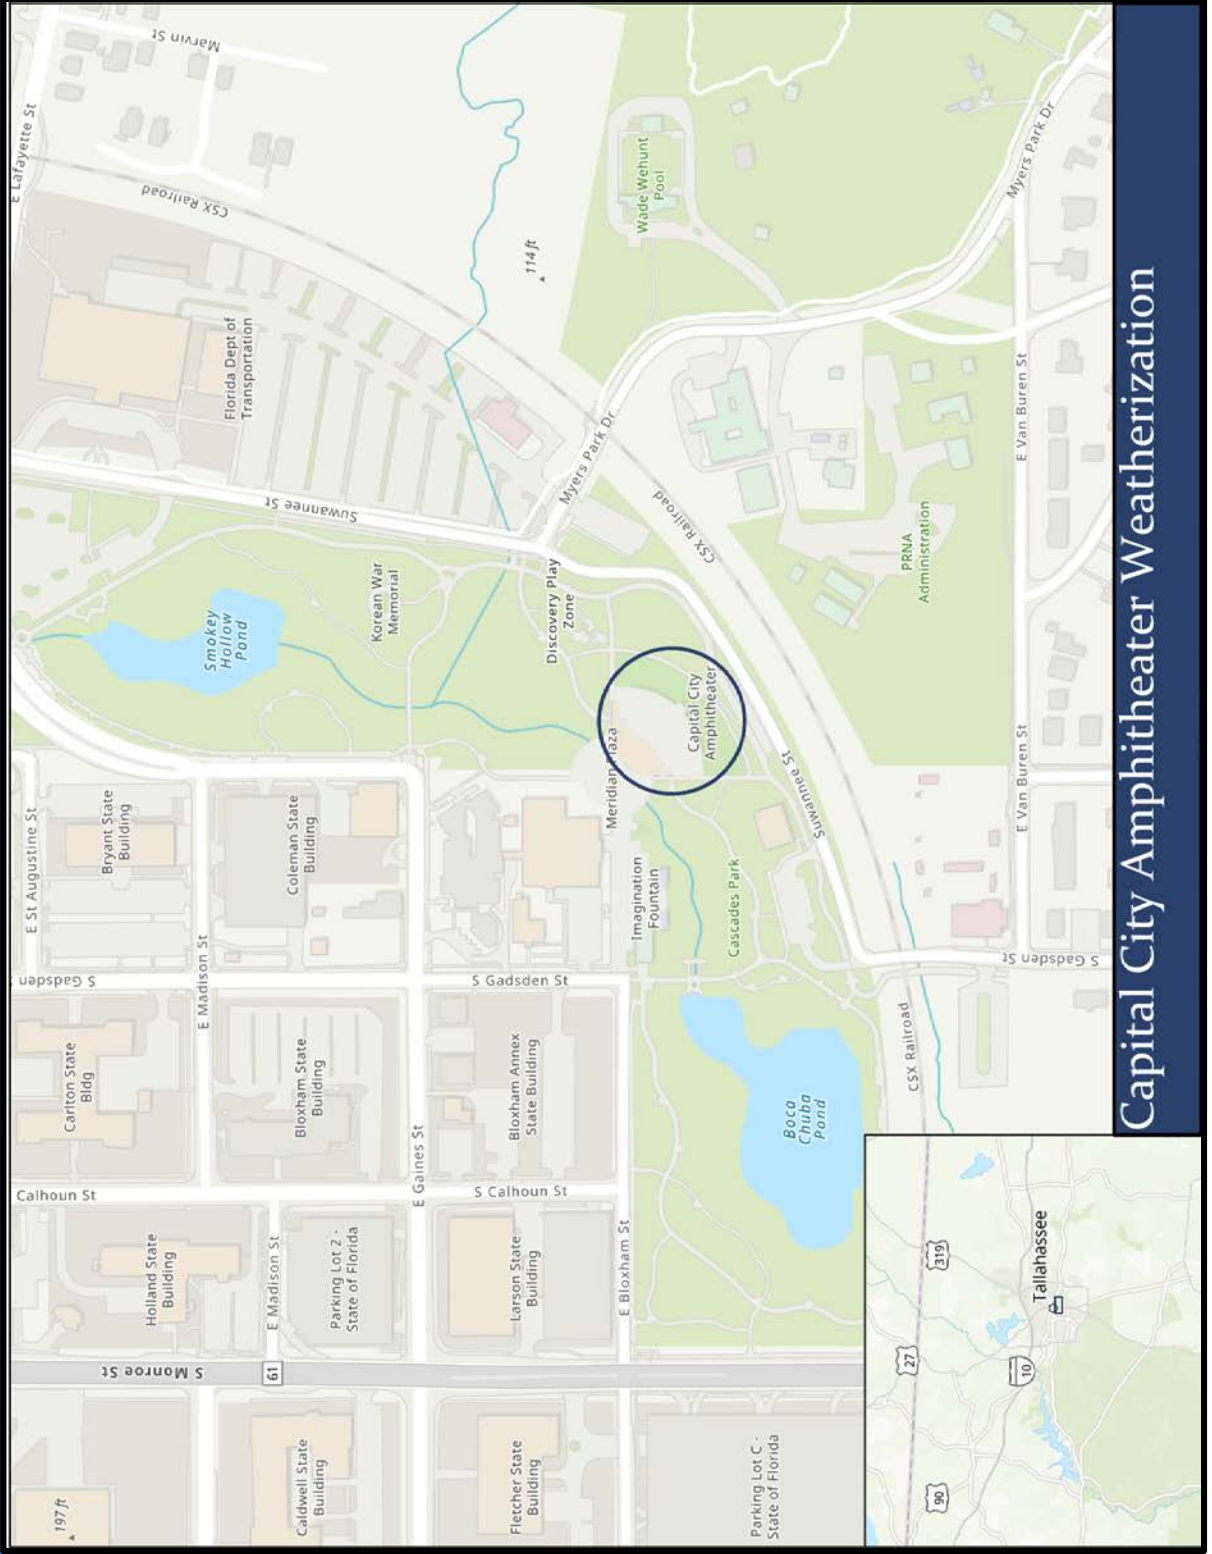 E Lafayette St
Marvin St
CSX Railroad
Florida Dept of
Transportation
Suwannee St
114 ft
Wade Wehunt
Pool
Myers Park Dr
Myers Park Dr
CSX Railroad
E Van Buren St
PRNA
Administration
Smokey
Hollow
Pond
Korean War
Memorial
Discovery Play
Zone
Capital City
Amphitheater
Meridian Plaza
Suwannee St
E Van Buren St
E St Augustine St
Bryant State
Building
Coleman State
Building
Imagination
Fountain
Cascades Park
E Madison St
S Gadsden
S Gadsden St
S Gadsden St
Carlton State
Bldg
Bloxham State
Building
Bloxham Annex
State Building
CSX Railroad
Boca
Chuba
Pond
E Gaines St
Calhoun St
S Calhoun St
Holland State
Building
E Madison St
Parking Lot 2 -
State of Florida
Larson State
Building
E Bloxham St
S Monroe St
61
197 ft
Caldwell State
Building
Fletcher State
Building
Parking Lot C -
State of Florida
319
Tallahassee
27
10
90
Capital City Amphitheater Weatherization